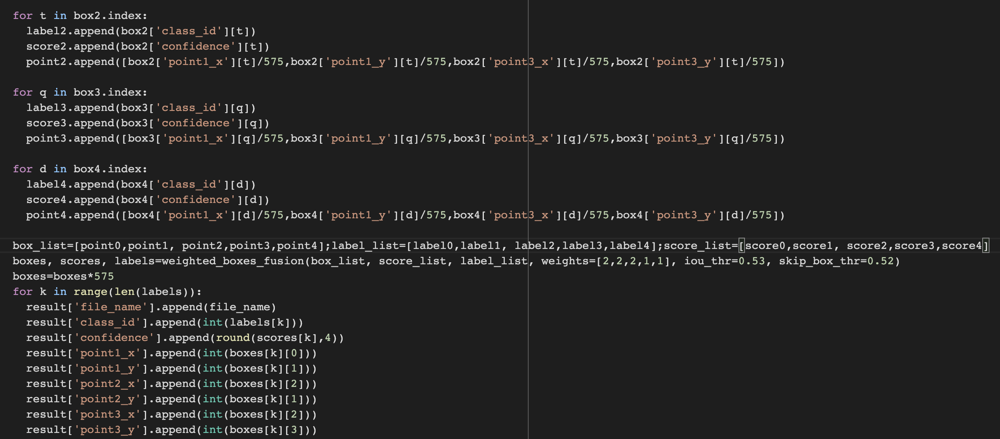 for t in box2.index:
  label2.append(box2['class_id'][t])
  score2.append(box2['confidence'][t])
  point2.append([box2['point1_x'][t]/575,box2['point1_y'][t]/575,box2['point3_x'][t]/575,box2['point3_y'][t]/575])

for q in box3.index:
  label3.append(box3['class_id'][q])
  score3.append(box3['confidence'][q])
  point3.append([box3['point1_x'][q]/575,box3['point1_y'][q]/575,box3['point3_x'][q]/575,box3['point3_y'][q]/575])

for d in box4.index:
  label4.append(box4['class_id'][d])
  score4.append(box4['confidence'][d])
  point4.append([box4['point1_x'][d]/575,box4['point1_y'][d]/575,box4['point3_x'][d]/575,box4['point3_y'][d]/575])

box_list=[point0,point1, point2,point3,point4];label_list=[label0,label1, label2,label3,label4];score_list=[score0,score1, score2,score3,score4]
boxes, scores, labels=weighted_boxes_fusion(box_list, score_list, label_list, weights=[2,2,2,1,1], iou_thr=0.53, skip_box_thr=0.52)
boxes=boxes*575
for k in range(len(labels)):
  result['file_name'].append(file_name)
  result['class_id'].append(int(labels[k]))
  result['confidence'].append(round(scores[k],4))
  result['point1_x'].append(int(boxes[k][0]))
  result['point1_y'].append(int(boxes[k][1]))
  result['point2_x'].append(int(boxes[k][2]))
  result['point2_y'].append(int(boxes[k][1]))
  result['point3_x'].append(int(boxes[k][2]))
  result['point3_y'].append(int(boxes[k][3]))